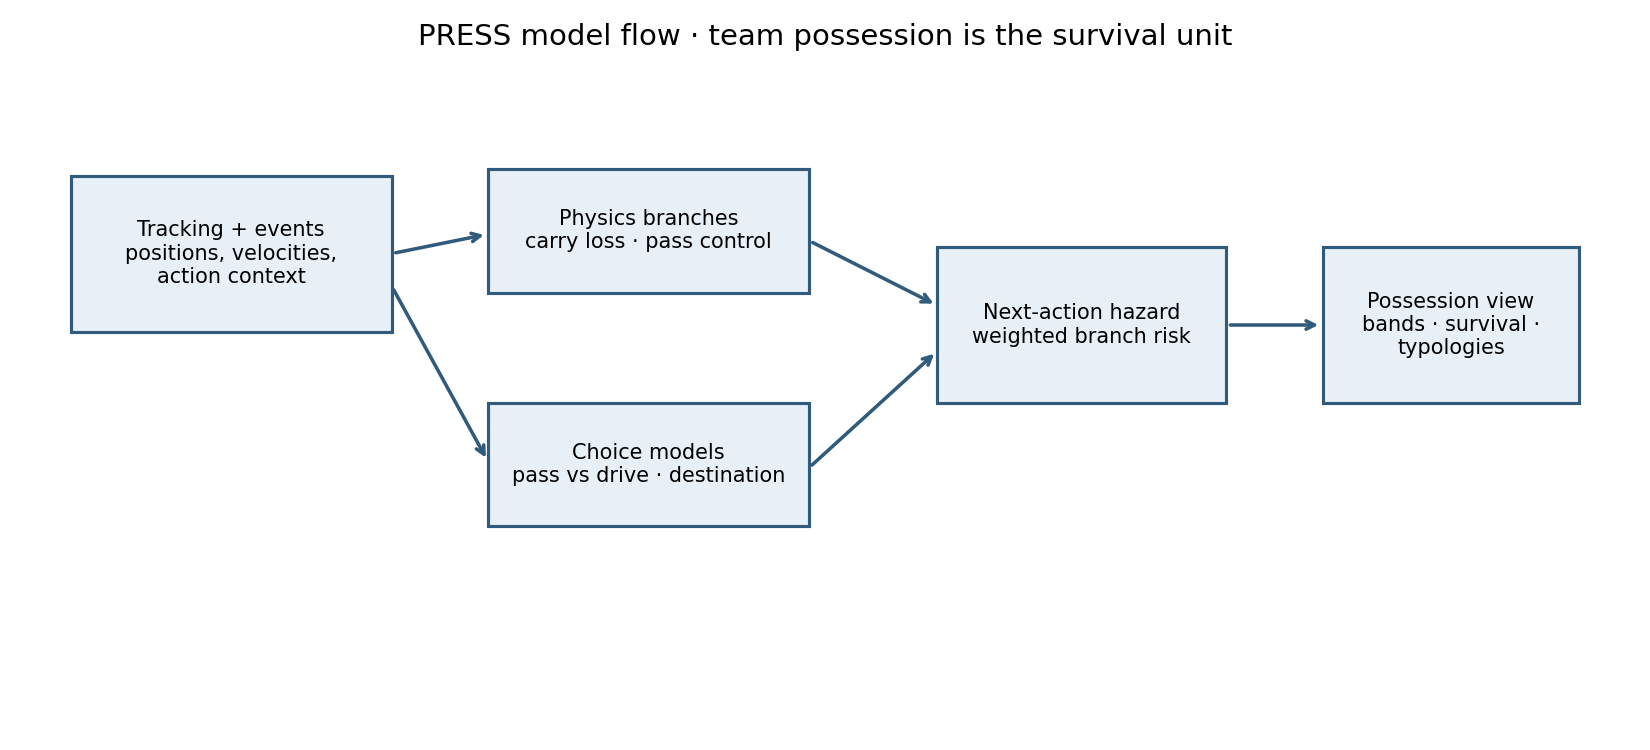 PRESS model flow · team possession is the survival unit
Tracking + events
positions, velocities,
action context
Physics branches
carry loss · pass control
Choice models
pass vs drive · destination
Next-action hazard
weighted branch risk
Possession view
bands · survival ·
typologies